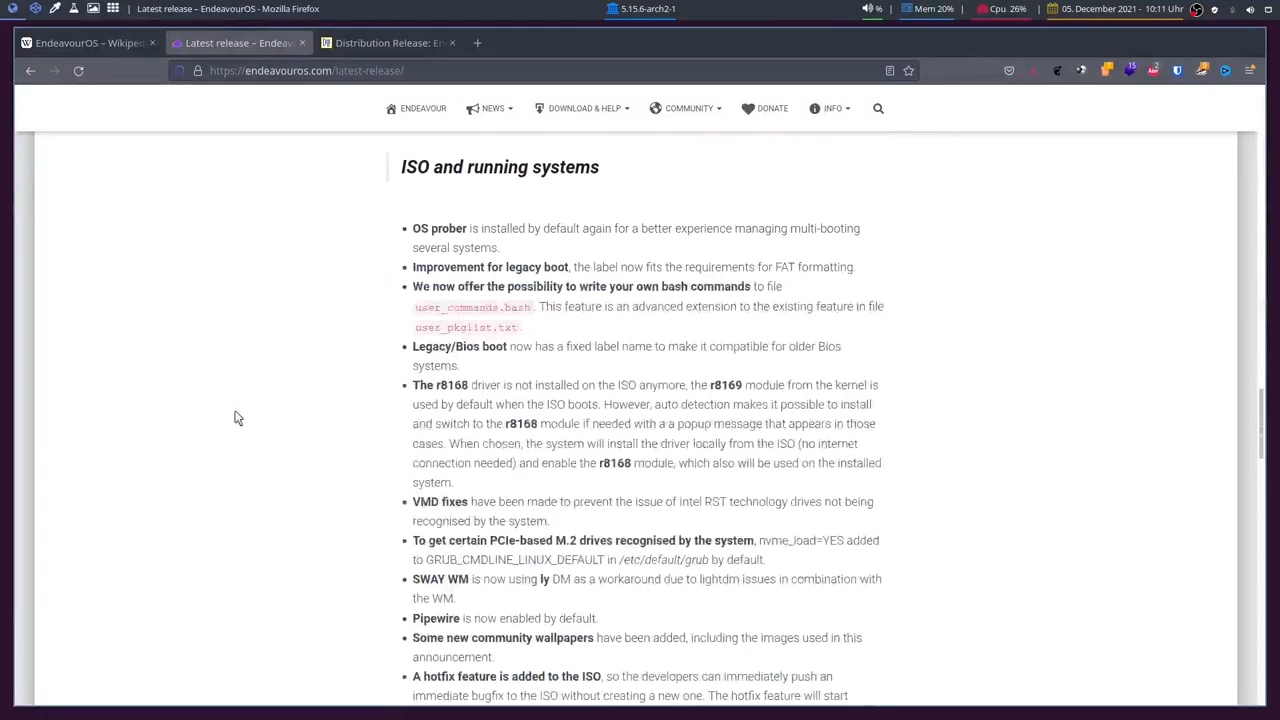 Latest release – EndeavourOS – Mozilla Firefox
5.15.6-arch2-1
%
Mem 20%
Cpu 26%
05. December 2021 - 10:11 Uhr
EndeavourOS – Wikiped
Latest release – Endeav
Distribution Release: En
https://endeavouros.com/latest-release/
15
2
ENDEAVOUR
NEWS
DOWNLOAD & HELP
COMMUNITY
DONATE
INFO
ISO and running systems
• OS prober is installed by default again for a better experience managing multi-booting
several systems.
• Improvement for legacy boot, the label now fits the requirements for FAT formatting.
• We now offer the possibility to write your own bash commands to file
user_commands.bash. This feature is an advanced extension to the existing feature in file
user_pkglist.txt.
• Legacy/Bios boot now has a fixed label name to make it compatible for older Bios
systems.
• The r8168 driver is not installed on the ISO anymore, the r8169 module from the kernel is
used by default when the ISO boots. However, auto detection makes it possible to install
and switch to the r8168 module if needed with a a popup message that appears in those
cases. When chosen, the system will install the driver locally from the ISO (no internet
connection needed) and enable the r8168 module, which also will be used on the installed
system.
• VMD fixes have been made to prevent the issue of Intel RST technology drives not being
recognised by the system.
• To get certain PCIe-based M.2 drives recognised by the system, nvme_load=YES added
to GRUB_CMDLINE_LINUX_DEFAULT in /etc/default/grub by default.
• SWAY WM is now using ly DM as a workaround due to lightdm issues in combination with
the WM.
• Pipewire is now enabled by default.
• Some new community wallpapers have been added, including the images used in this
announcement.
• A hotfix feature is added to the ISO, so the developers can immediately push an
immediate bugfix to the ISO without creating a new one. The hotfix feature will start